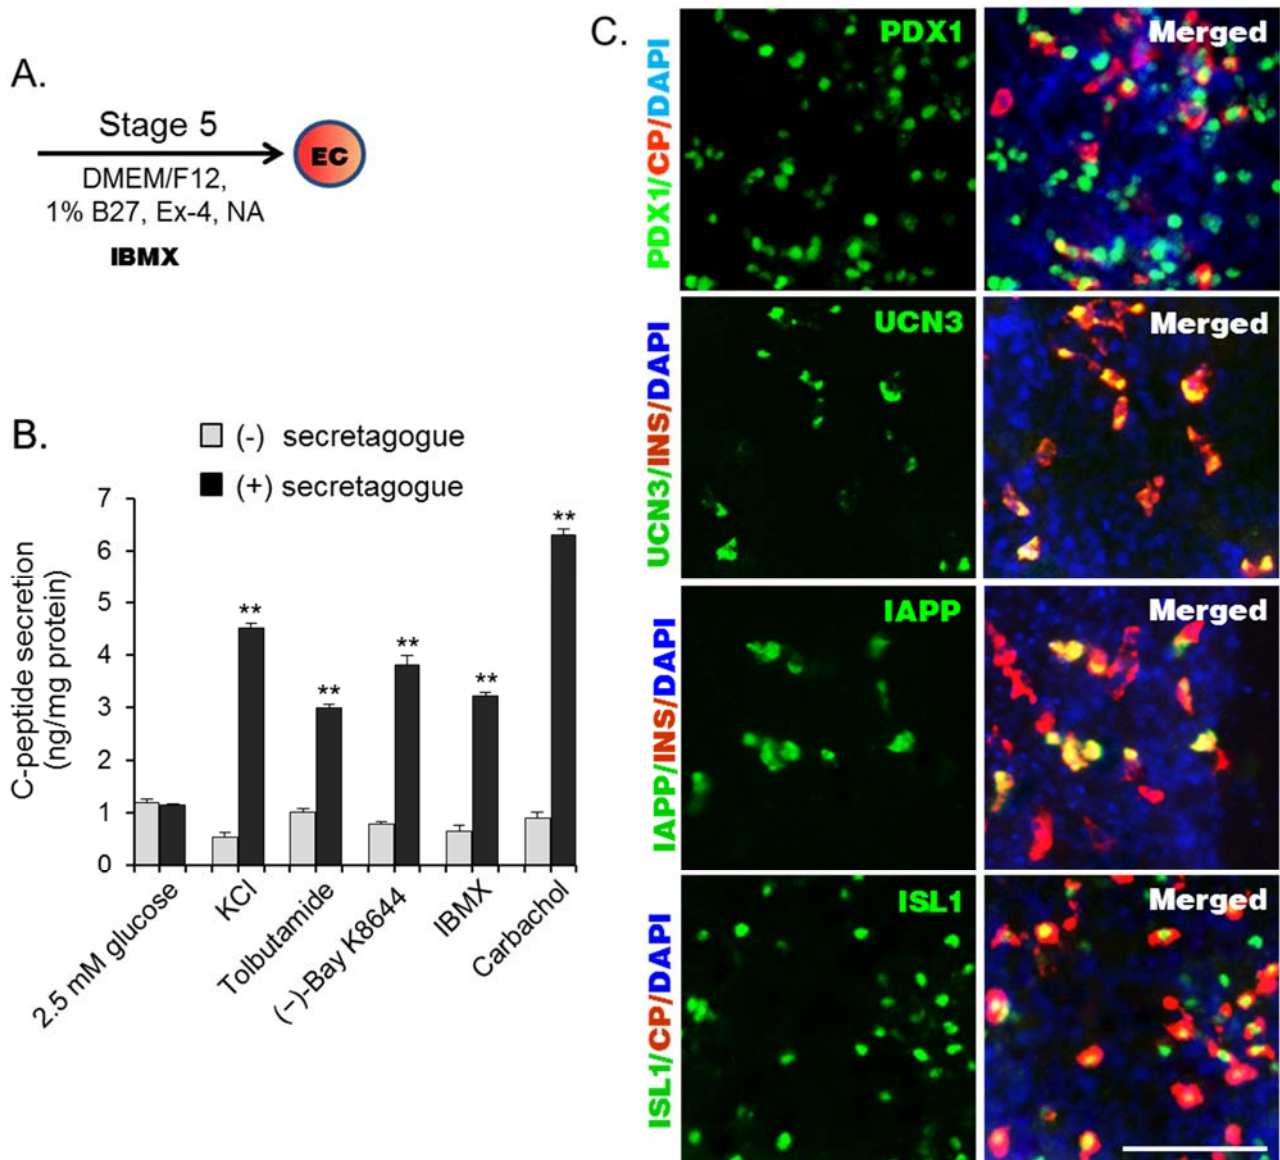 A.
Stage 5
EC
DMEM/F12,
1% B27, Ex-4, NA
IBMX
B.
(-) secretagogue
(+) secretagogue
C-peptide secretion
(ng/mg protein)
7
6
5
4
3
2
1
0
**
**
**
**
**
2.5 mM glucose
KCl
Tolbutamide
(−)-Bay K8644
IBMX
Carbachol
C.
PDX1/CP/DAPI
PDX1
Merged
UCN3/INS/DAPI
UCN3
Merged
IAPP/INS/DAPI
IAPP
Merged
ISL1/CP/DAPI
ISL1
Merged